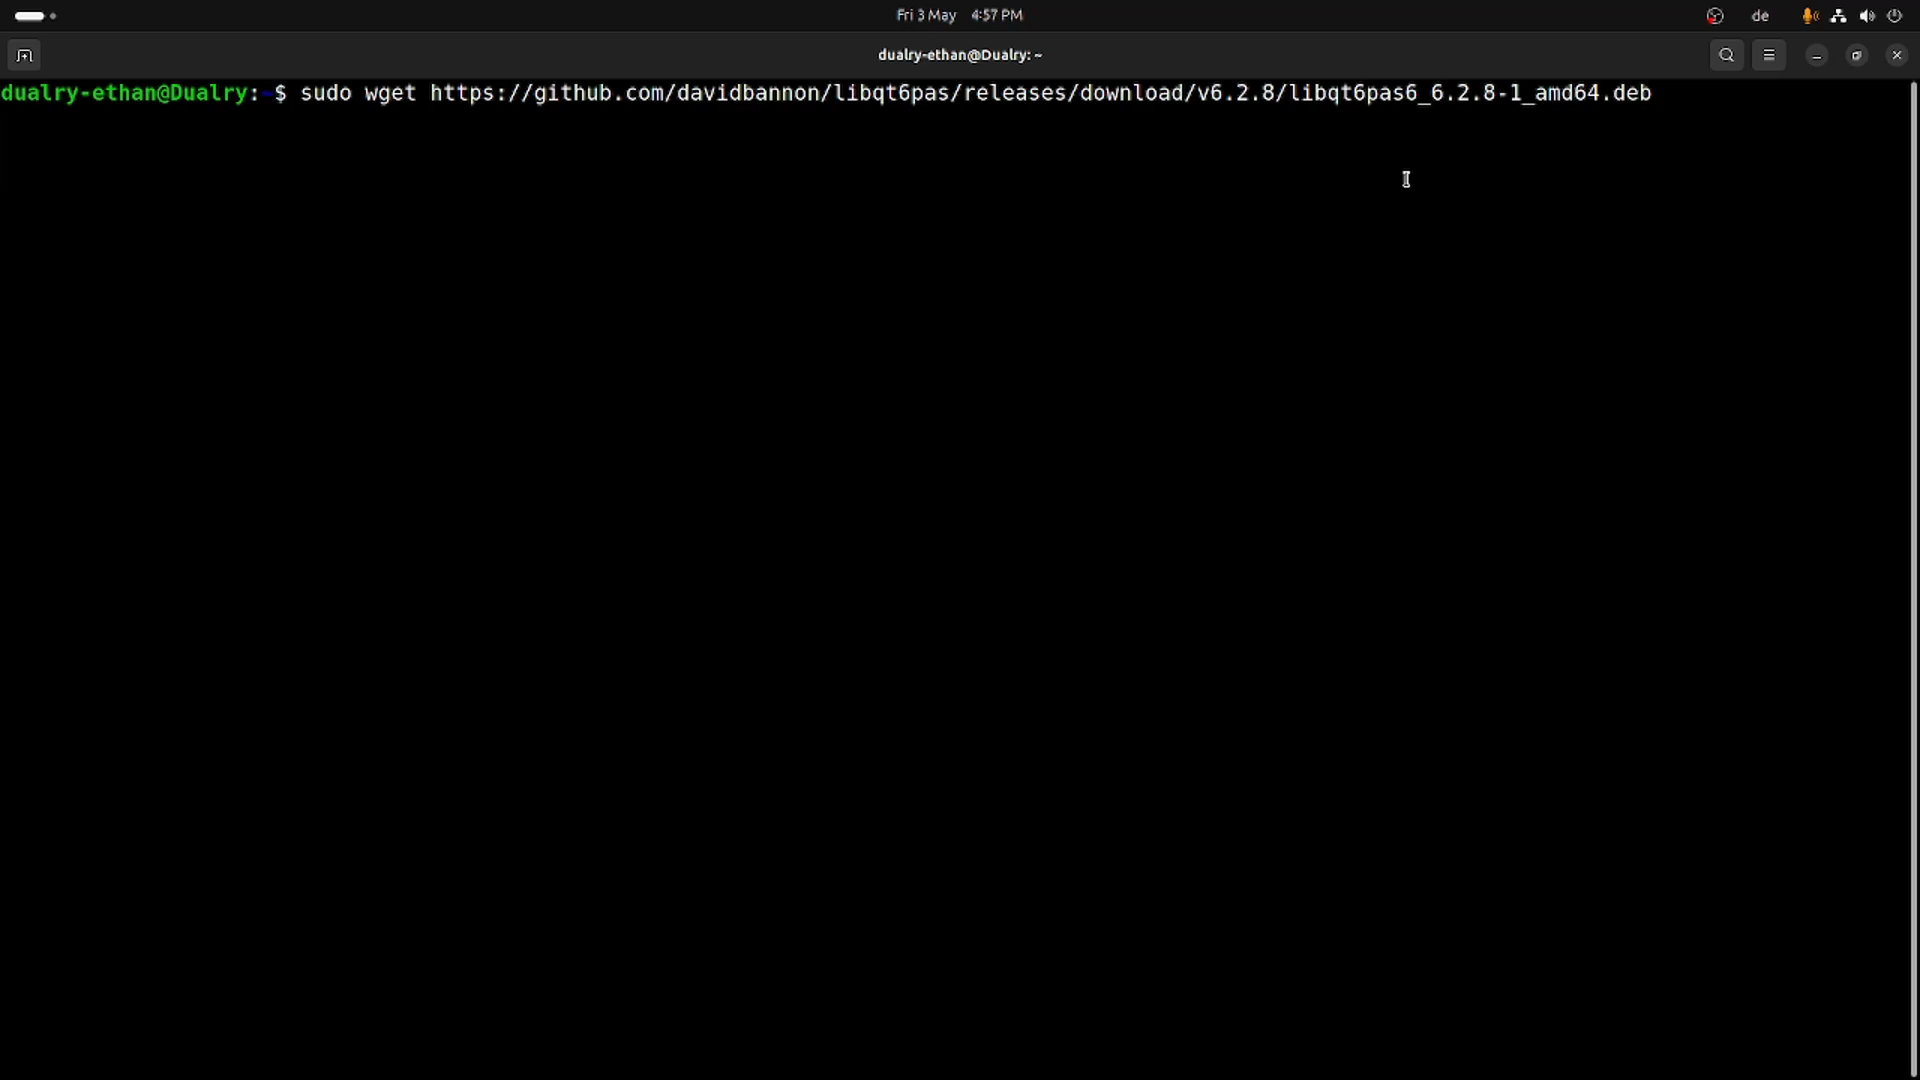 Fri 3 May 4:57 PM
de
dualry-ethan@Dualry: ~
dualry-ethan@Dualry:~$ sudo wget https://github.com/davidbannon/libqt6pas/releases/download/v6.2.8/libqt6pas6_6.2.8-1_amd64.deb